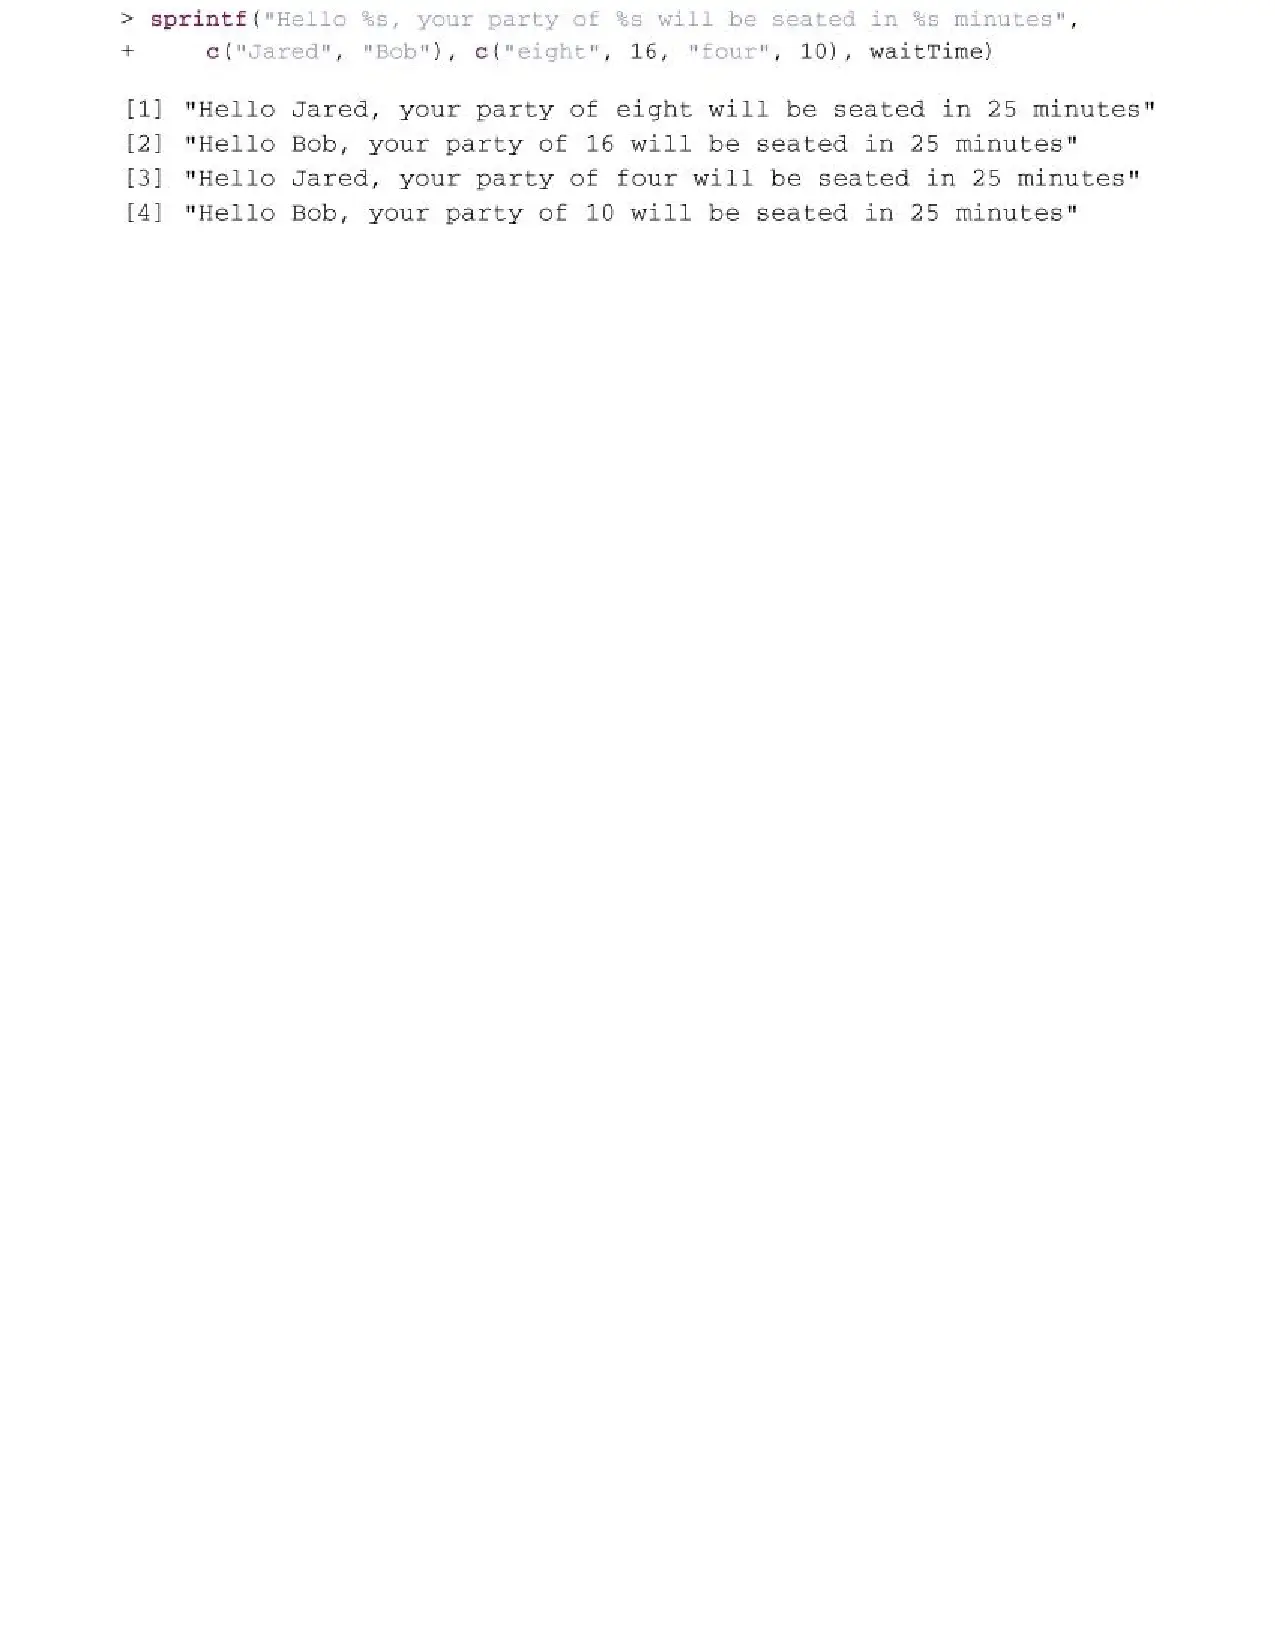 > sprintf("Hello %s, your party of %s will be seated in %s minutes",
+     c("Jared", "Bob"), c("eight", 16, "four", 10), waitTime)
[1] "Hello Jared, your party of eight will be seated in 25 minutes"
[2] "Hello Bob, your party of 16 will be seated in 25 minutes"
[3] "Hello Jared, your party of four will be seated in 25 minutes"
[4] "Hello Bob, your party of 10 will be seated in 25 minutes"